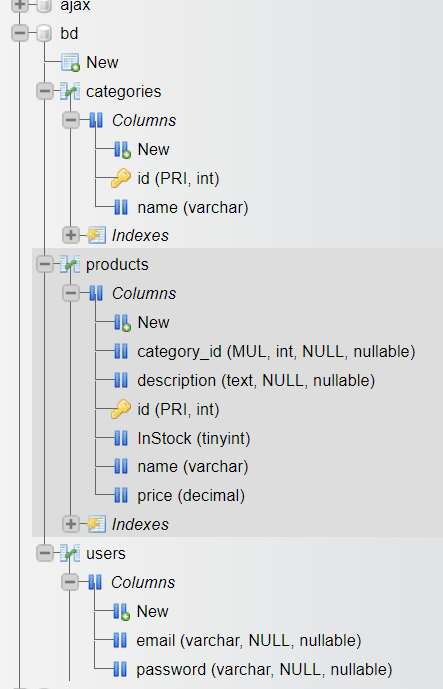 ajax
bd
New
categories
Columns
New
id (PRI, int)
name (varchar)
Indexes
products
Columns
New
category_id (MUL, int, NULL, nullable)
description (text, NULL, nullable)
id (PRI, int)
InStock (tinyint)
name (varchar)
price (decimal)
Indexes
users
Columns
New
email (varchar, NULL, nullable)
password (varchar, NULL, nullable)